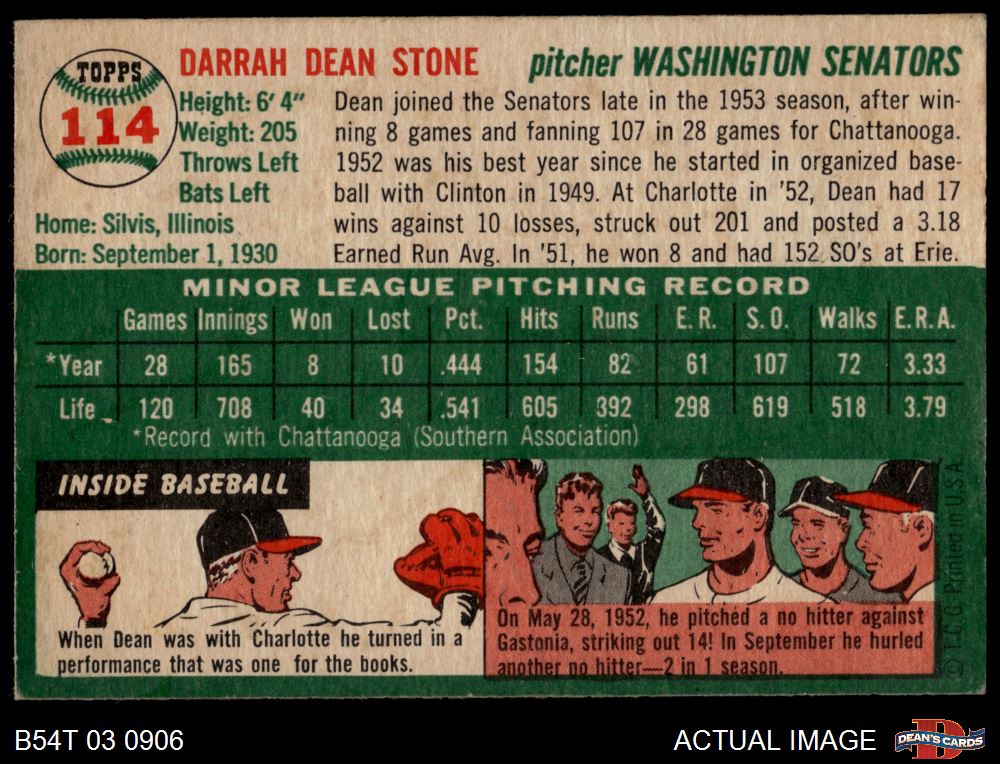 TOPPS
114
DARRAH DEAN STONE
pitcher WASHINGTON SENATORS
Height: 6' 4"
Weight: 205
Throws Left
Bats Left
Home: Silvis, Illinois
Born: September 1, 1930
Dean joined the Senators late in the 1953 season, after win-
ning 8 games and fanning 107 in 28 games for Chattanooga.
1952 was his best year since he started in organized base-
ball with Clinton in 1949. At Charlotte in '52, Dean had 17
wins against 10 losses, struck out 201 and posted a 3.18
Earned Run Avg. In '51, he won 8 and had 152 SO's at Erie.
MINOR LEAGUE PITCHING RECORD
Games Innings Won Lost Pct. Hits Runs E.R. S.O. Walks E.R.A.
*Year 28 165 8 10 .444 154 82 61 107 72 3.33
Life 120 708 40 34 .541 605 392 298 619 518 3.79
*Record with Chattanooga (Southern Association)
INSIDE BASEBALL
When Dean was with Charlotte he turned in a
performance that was one for the books.
On May 28, 1952, he pitched a no hitter against
Gastonia, striking out 14! In September he hurled
another no hitter—2 in 1 season.
© T.C.G. Printed in U.S.A.
B54T 03 0906
ACTUAL IMAGE
DEAN'S CARDS